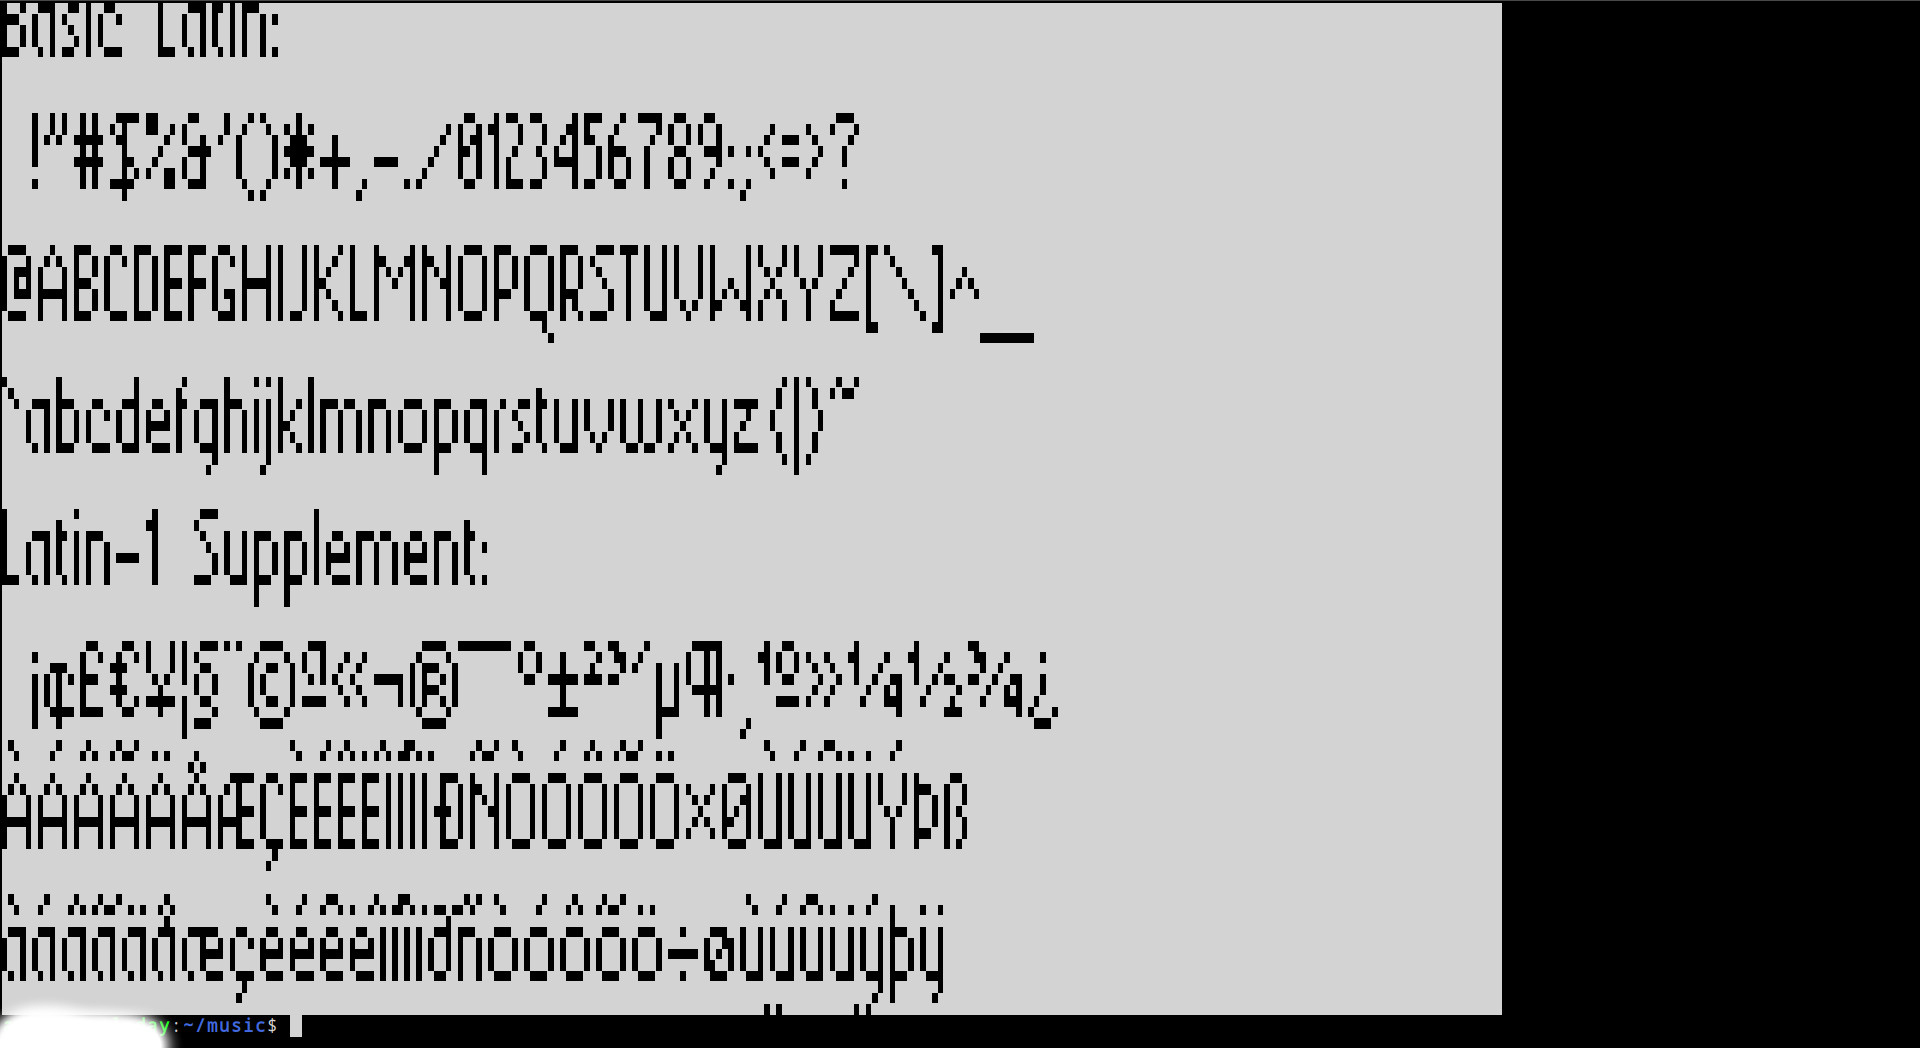 Basic Latin:
!"#$%&'()*+,-./0123456789:;<=>?
@ABCDEFGHIJKLMNOPQRSTUVWXYZ[\]^_
`abcdefghijklmnopqrstuvwxyz{|}~
Latin-1 Supplement:
¡¢£€¥¦§¨©ª«¬®¯°±²³´µ¶·¸¹º»¼½¾¿
ÀÁÂÃÄÅÆÇÈÉÊËÌÍÎÏÐÑÒÓÔÕÖ×ØÙÚÛÜÝÞß
àáâãäåæçèéêëìíîïðñòóôõö÷øùúûüýþÿ
:~/music$